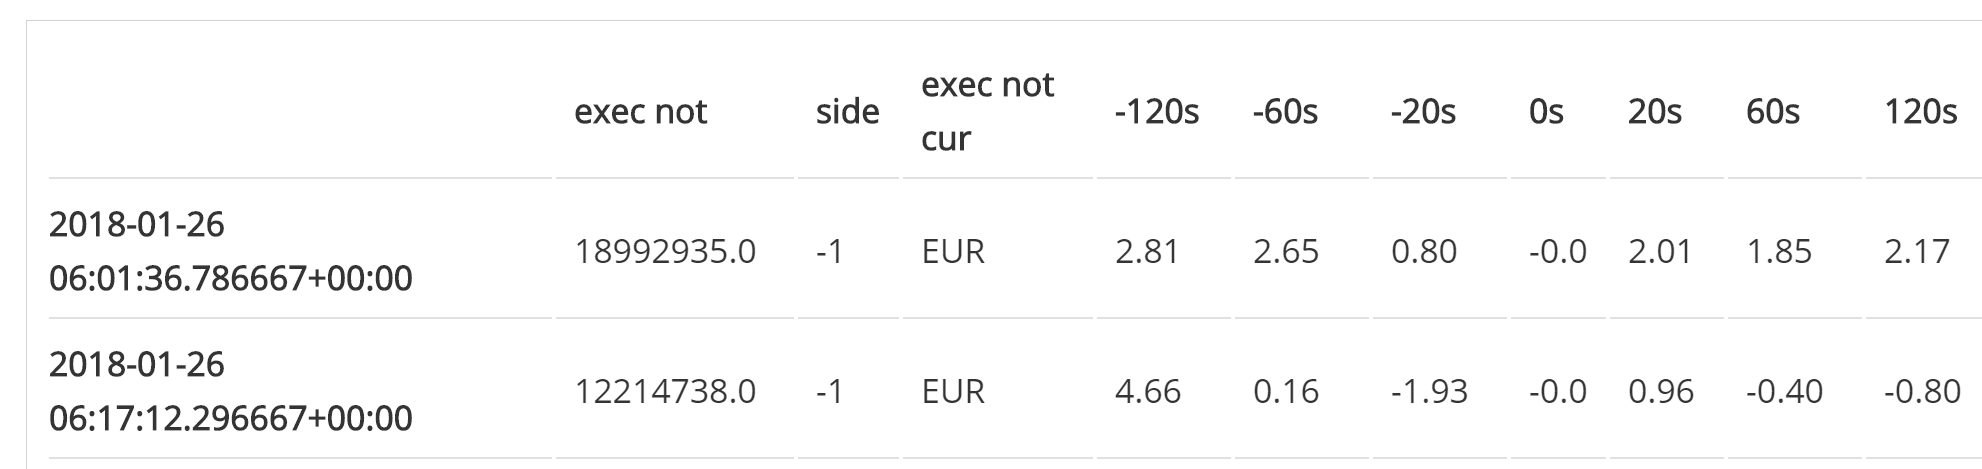 exec not side exec not cur -120s -60s -20s 0s 20s 60s 120s
2018-01-26
06:01:36.786667+00:00 18992935.0 -1 EUR 2.81 2.65 0.80 -0.0 2.01 1.85 2.17
2018-01-26
06:17:12.296667+00:00 12214738.0 -1 EUR 4.66 0.16 -1.93 -0.0 0.96 -0.40 -0.80